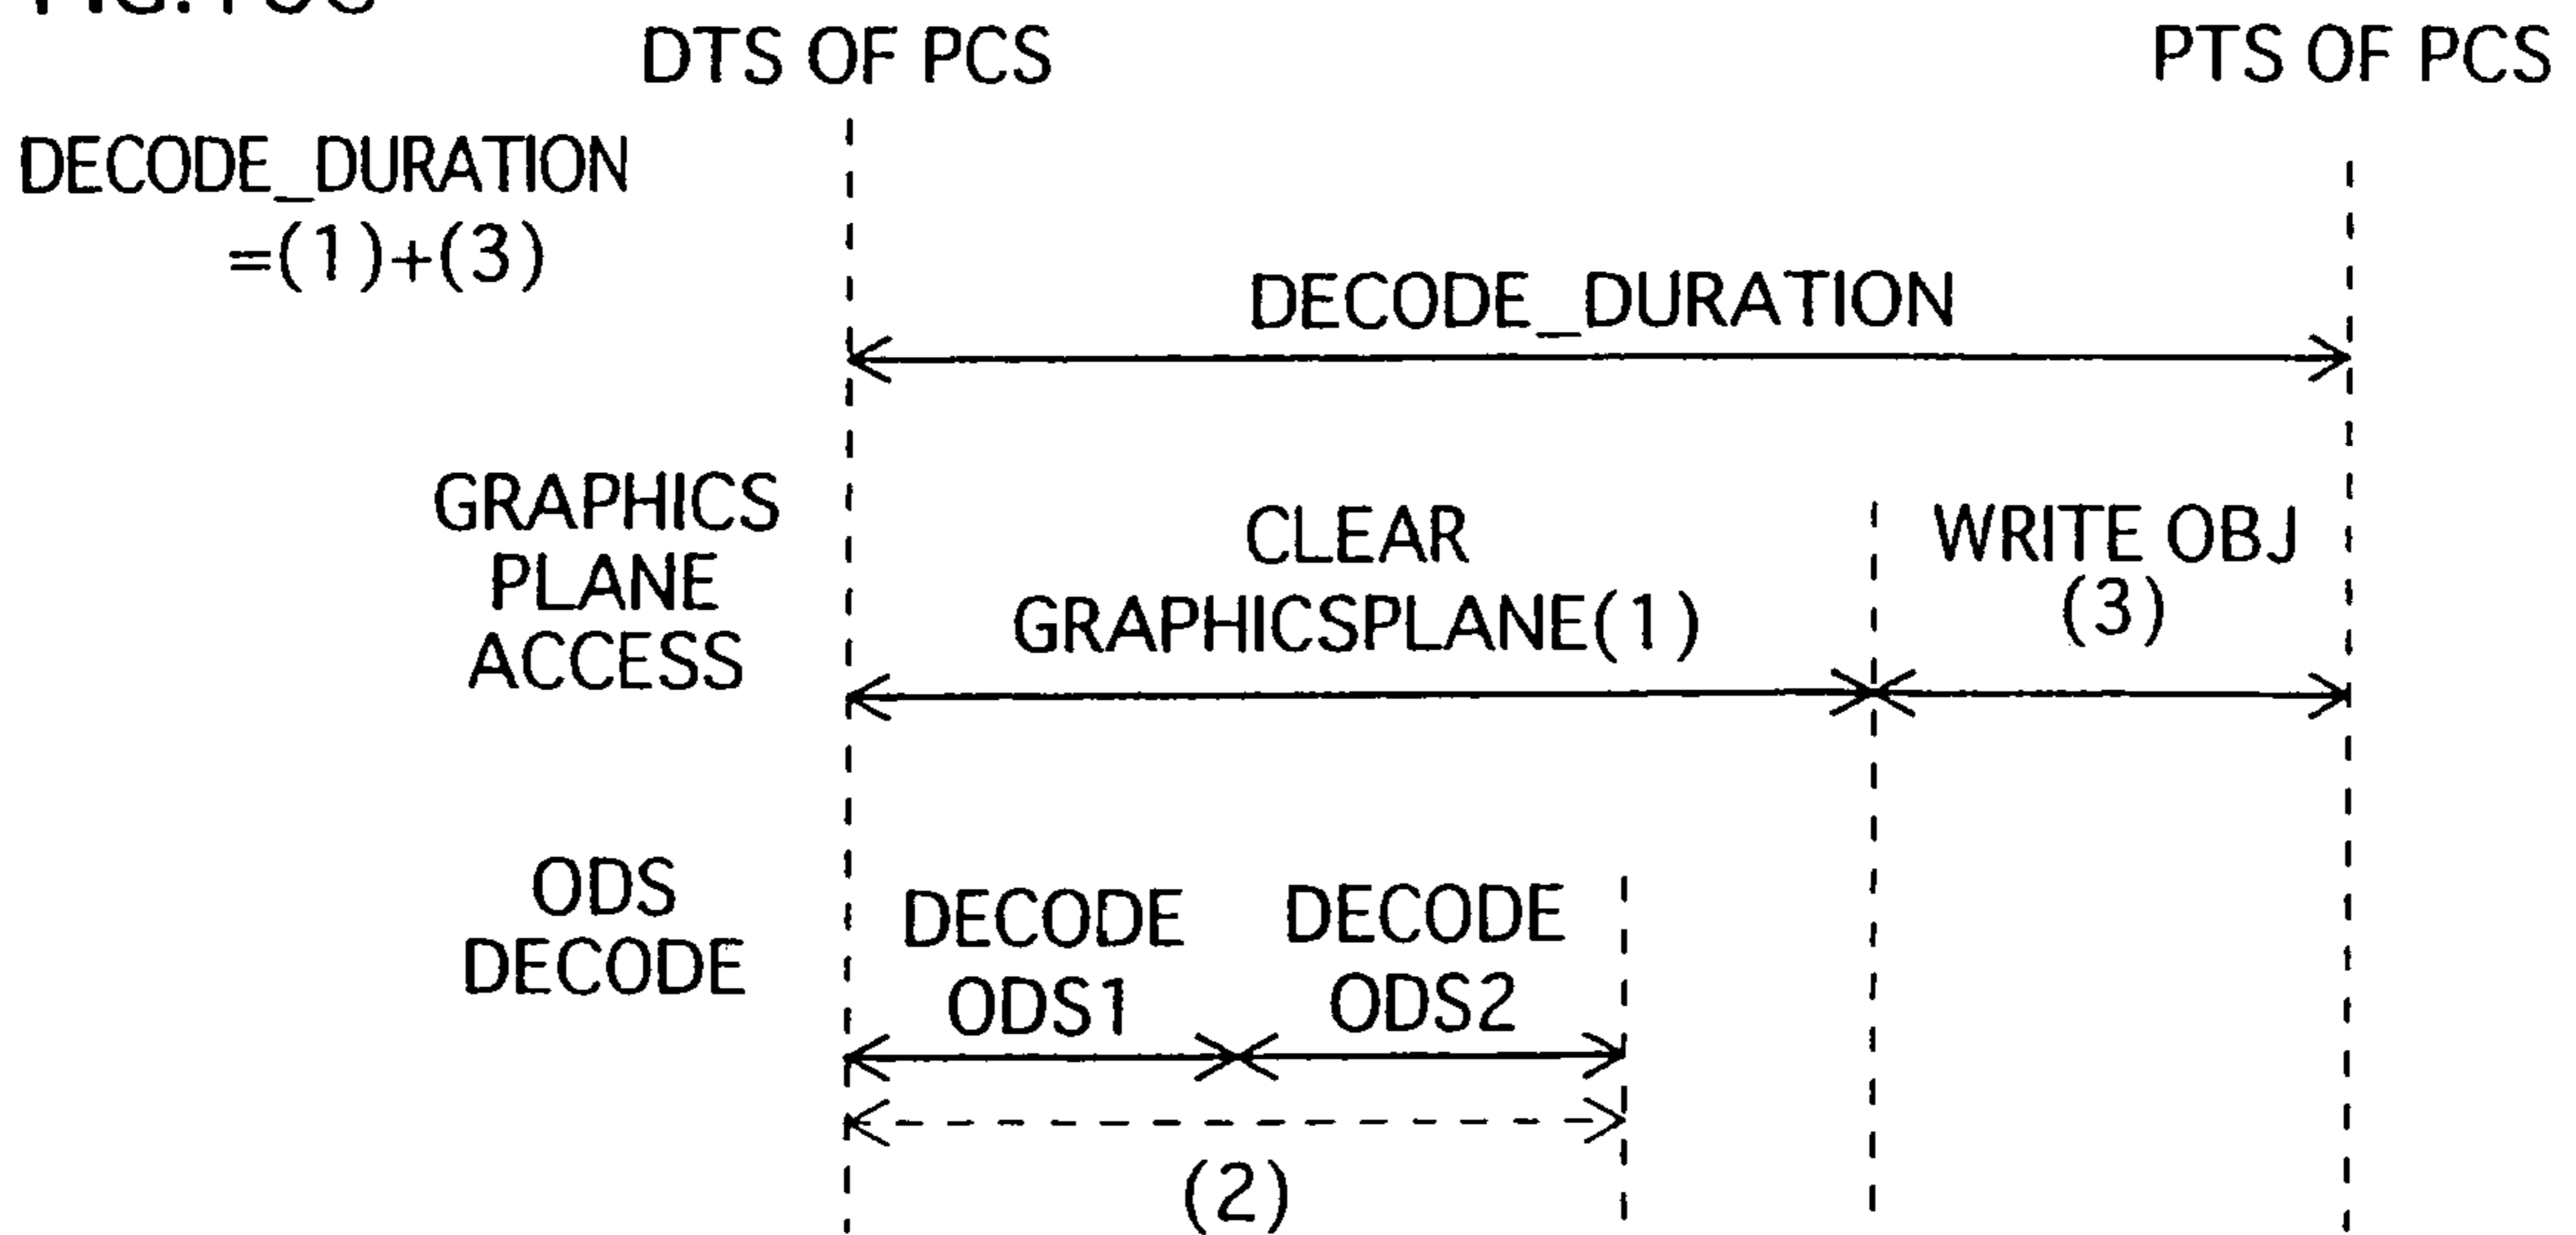 DTS OF PCS
PTS OF PCS
DECODE_DURATION
=(1)+(3)
DECODE_DURATION
GRAPHICS
PLANE
ACCESS
CLEAR
GRAPHICSPLANE(1)
WRITE OBJ
(3)
ODS
DECODE
DECODE
ODS1
DECODE
ODS2
(2)